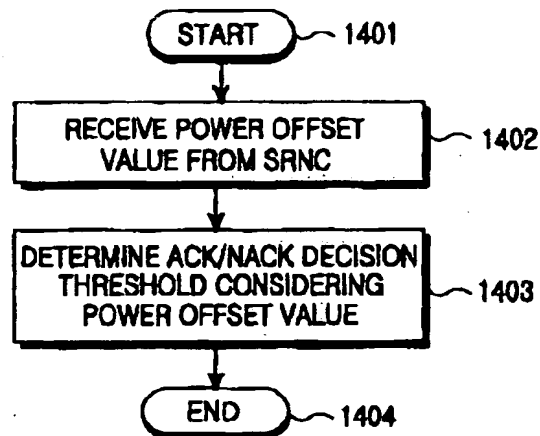 START
1401
RECEIVE POWER OFFSET
VALUE FROM SRNC
1402
DETERMINE ACK/NACK DECISION
THRESHOLD CONSIDERING
POWER OFFSET VALUE
1403
END
1404